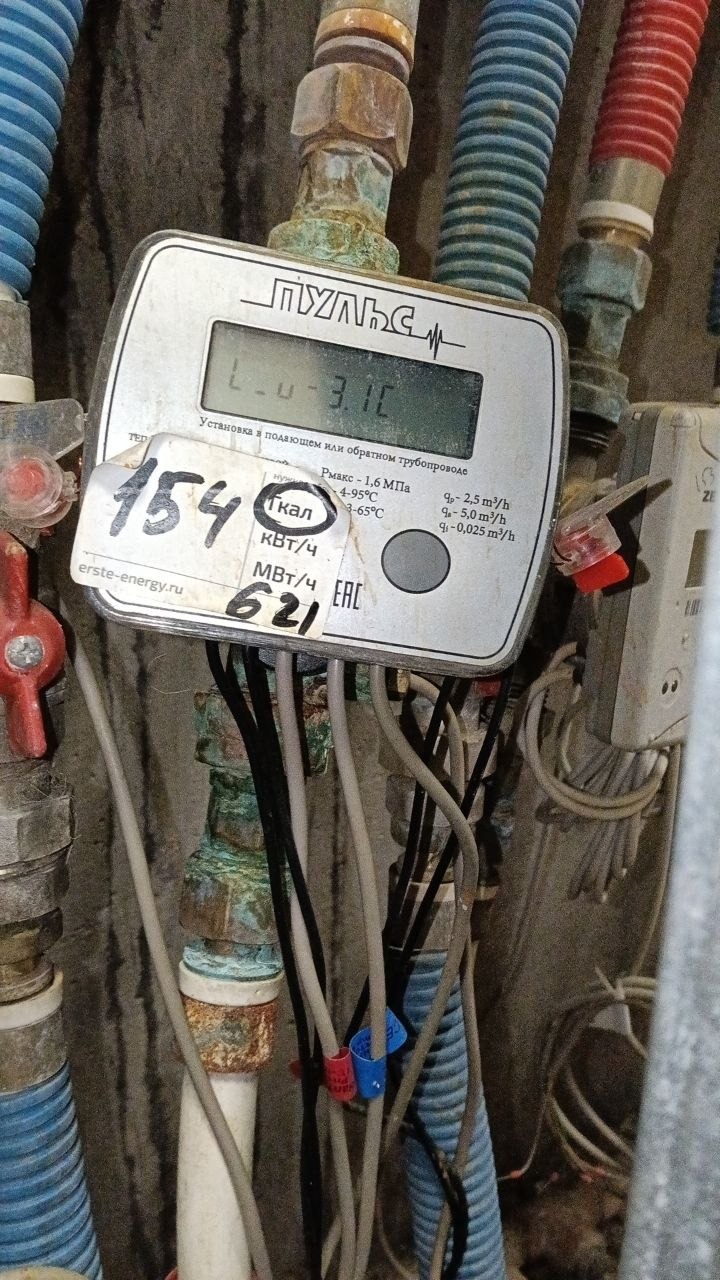 ПУЛЬС
L_u-3.1C
Установка в подающем или обратном трубопроводе
Рмакс - 1,6 МПа
4-95°C
3-65°C
qp - 2,5 m³/h
qs - 5,0 m³/h
qi - 0,025 m³/h
154
Гкал
кВт/ч
МВт/ч
erste-energy.ru
621
EAC